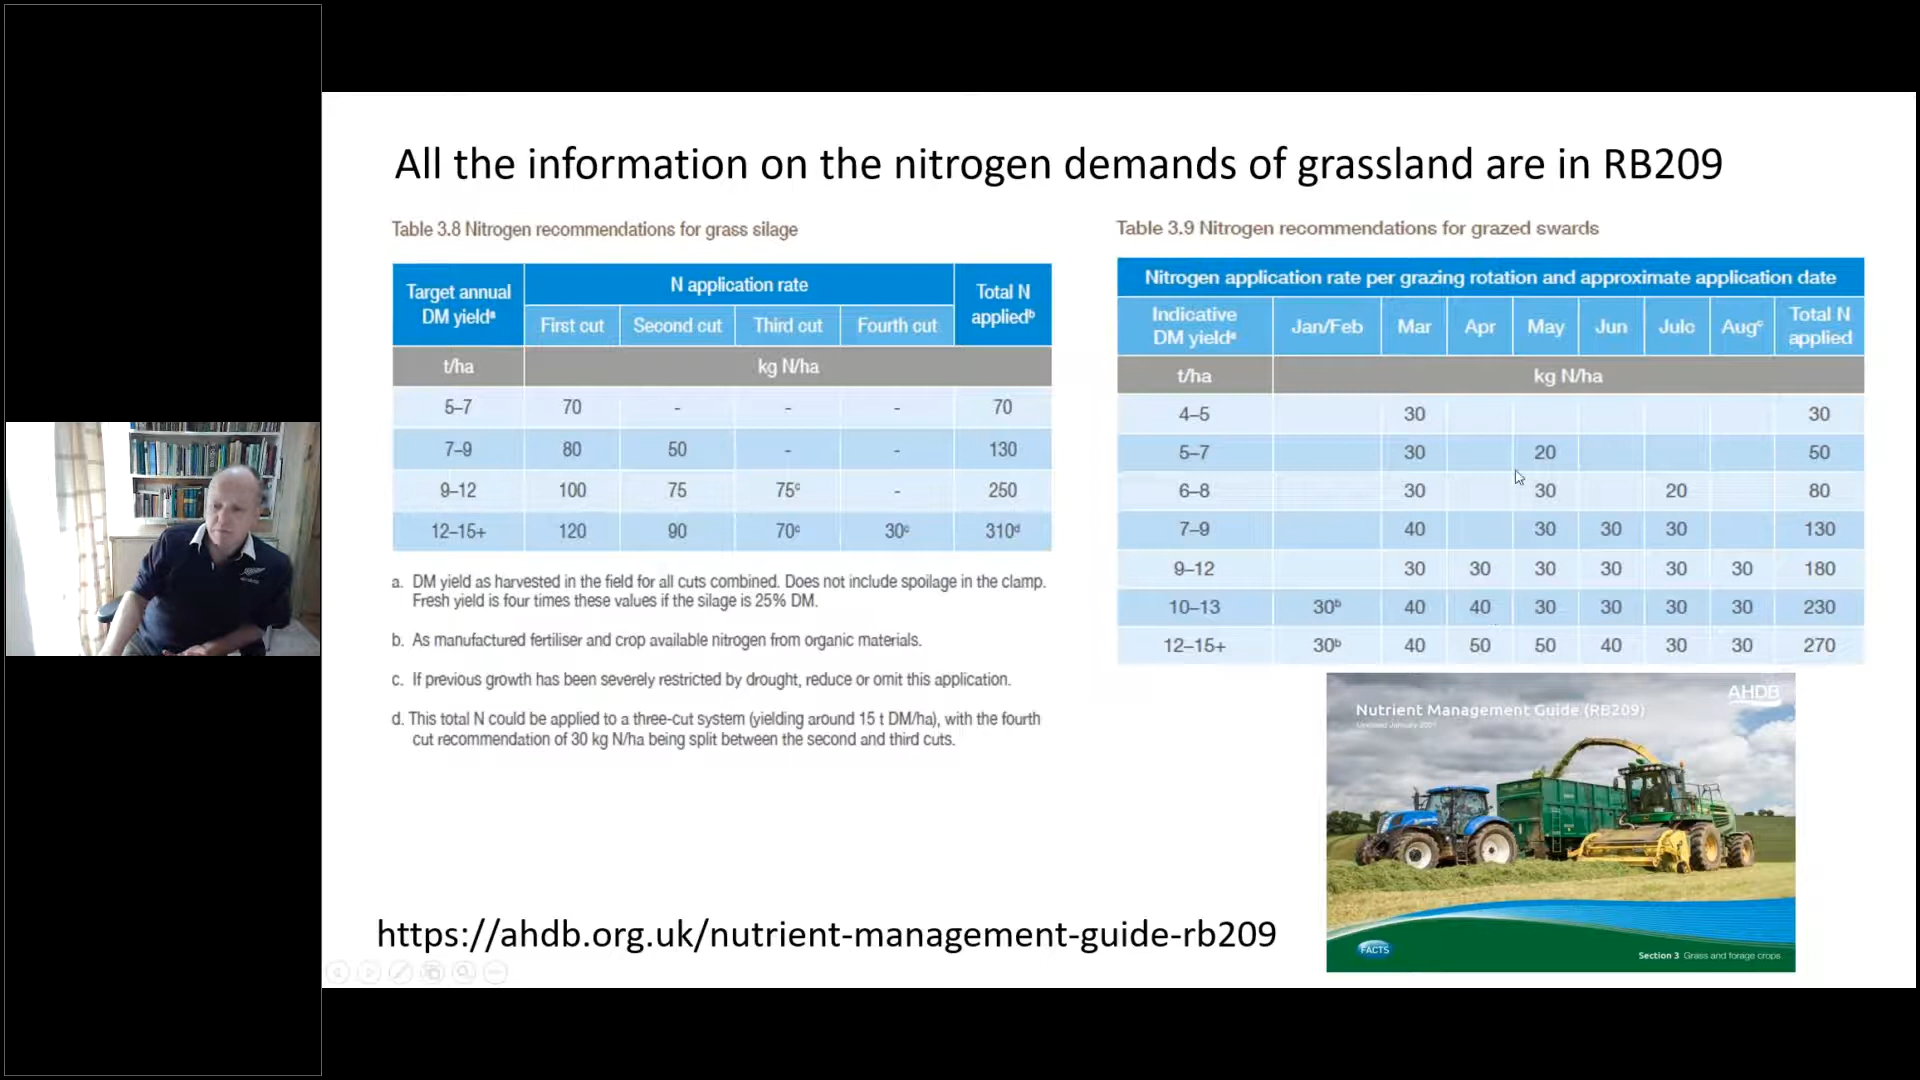 All the information on the nitrogen demands of grassland are in RB209
Table 3.8 Nitrogen recommendations for grass silage
Target annual DM yieldª N application rate Total N appliedᵇ
First cut Second cut Third cut Fourth cut
t/ha kg N/ha
5–7 70 - - - 70
7–9 80 50 - - 130
9–12 100 75 75ᶜ - 250
12–15+ 120 90 70ᶜ 30ᶜ 310ᵈ
a. DM yield as harvested in the field for all cuts combined. Does not include spoilage in the clamp.
Fresh yield is four times these values if the silage is 25% DM.
b. As manufactured fertiliser and crop available nitrogen from organic materials.
c. If previous growth has been severely restricted by drought, reduce or omit this application.
d. This total N could be applied to a three-cut system (yielding around 15 t DM/ha), with the fourth
cut recommendation of 30 kg N/ha being split between the second and third cuts.
Table 3.9 Nitrogen recommendations for grazed swards
Nitrogen application rate per grazing rotation and approximate application date
Indicative DM yieldª Jan/Feb Mar Apr May Jun Julc Augᶜ Total N applied
t/ha kg N/ha
4–5 30 30
5–7 30 20 50
6–8 30 30 20 80
7–9 40 30 30 30 130
9–12 30 30 30 30 30 30 180
10–13 30ᵇ 40 40 30 30 30 30 230
12–15+ 30ᵇ 40 50 50 40 30 30 270
AHDB
Nutrient Management Guide (RB209)
Updated January 2021
FACTS
Section 3 Grass and forage crops
https://ahdb.org.uk/nutrient-management-guide-rb209